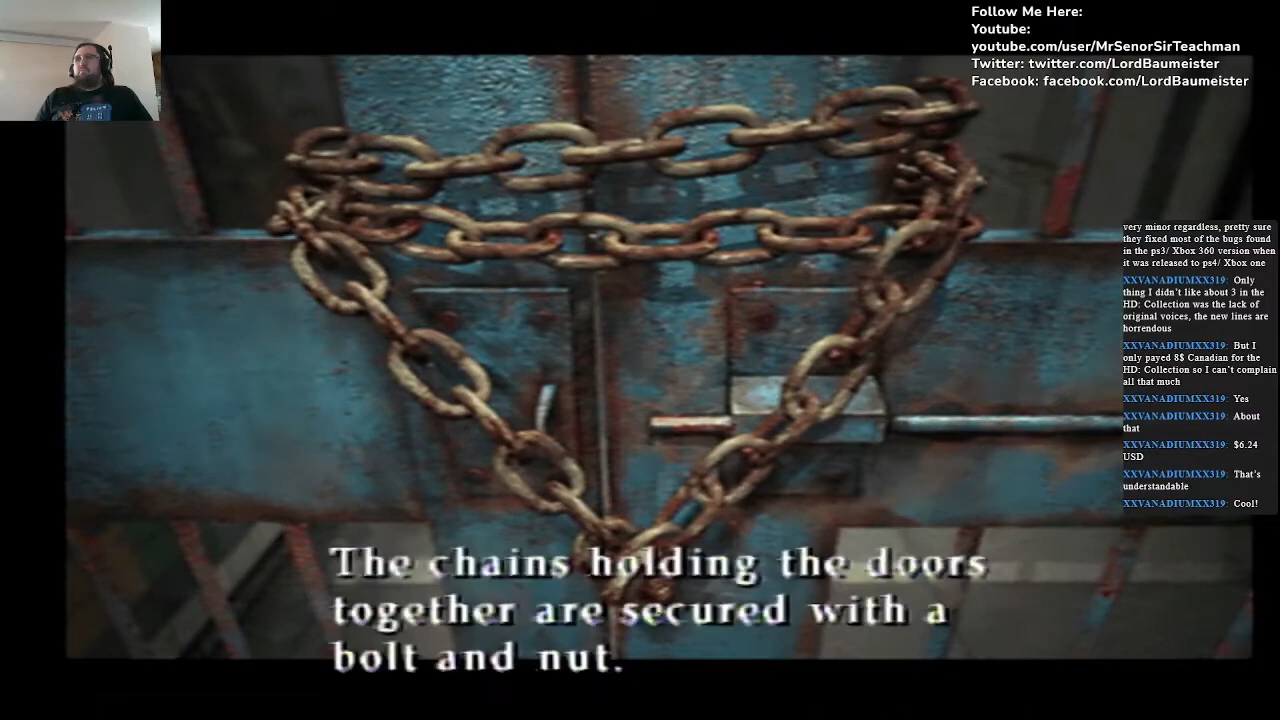 Follow Me Here:
Youtube:
youtube.com/user/MrSenorSirTeachman
Twitter: twitter.com/LordBaumeister
Facebook: facebook.com/LordBaumeister
very minor regardless, pretty sure
they fixed most of the bugs found
in the ps3/ Xbox 360 version when
it was released to ps4/ Xbox one
XXVANADIUMXX319: Only
thing I didn't like about 3 in the
HD: Collection was the lack of
original voices, the new lines are
horrendous
XXVANADIUMXX319: But I
only payed 8$ Canadian for the
HD: Collection so I can't complain
all that much
XXVANADIUMXX319: Yes
XXVANADIUMXX319: About
that
XXVANADIUMXX319: $6.24
USD
XXVANADIUMXX319: That's
understandable
XXVANADIUMXX319: Cool!
The chains holding the doors
together are secured with a
bolt and nut.